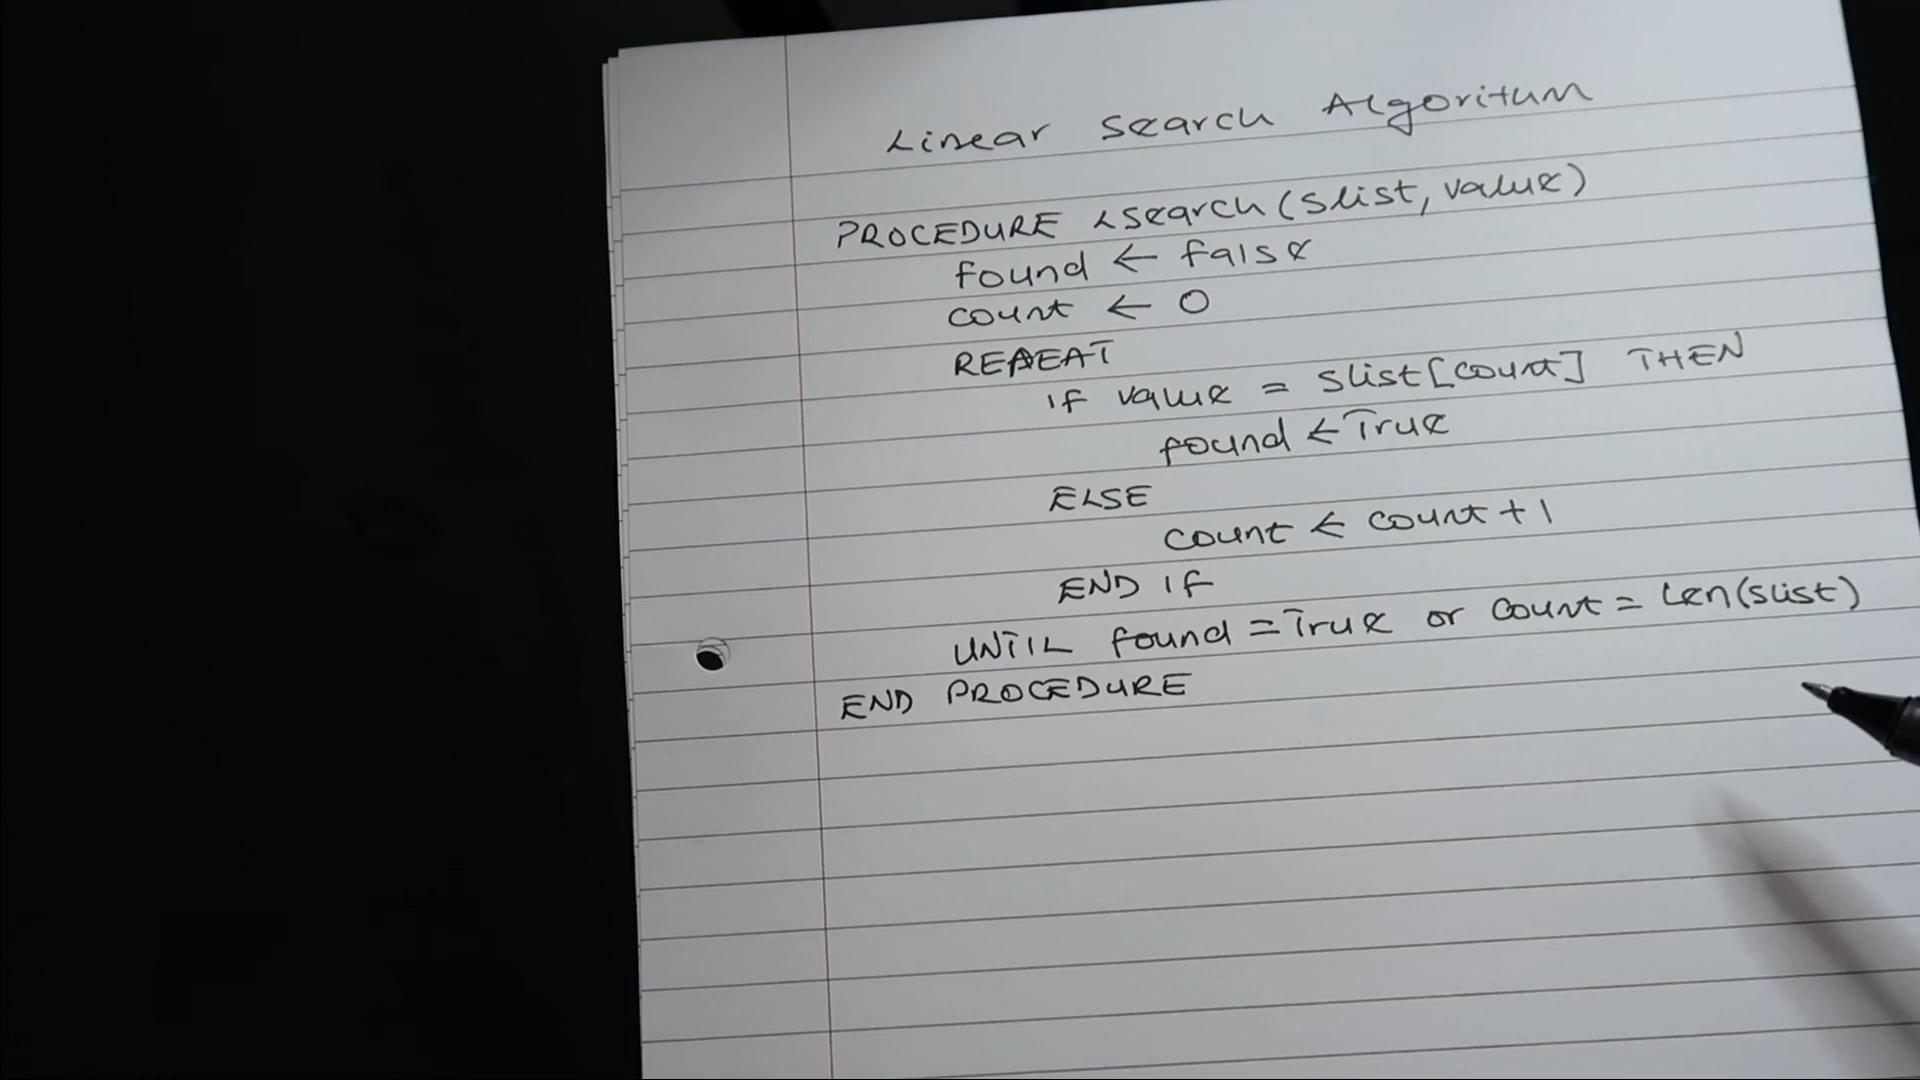 Linear Search Algoritum
PROCEDURE Lsearch(slist, value)
found ← false
count ← 0
REPEAT
if value = slist[count] THEN
found ← True
ELSE
count ← count + 1
END IF
UNTIL found = True or count = Len(slist)
END PROCEDURE